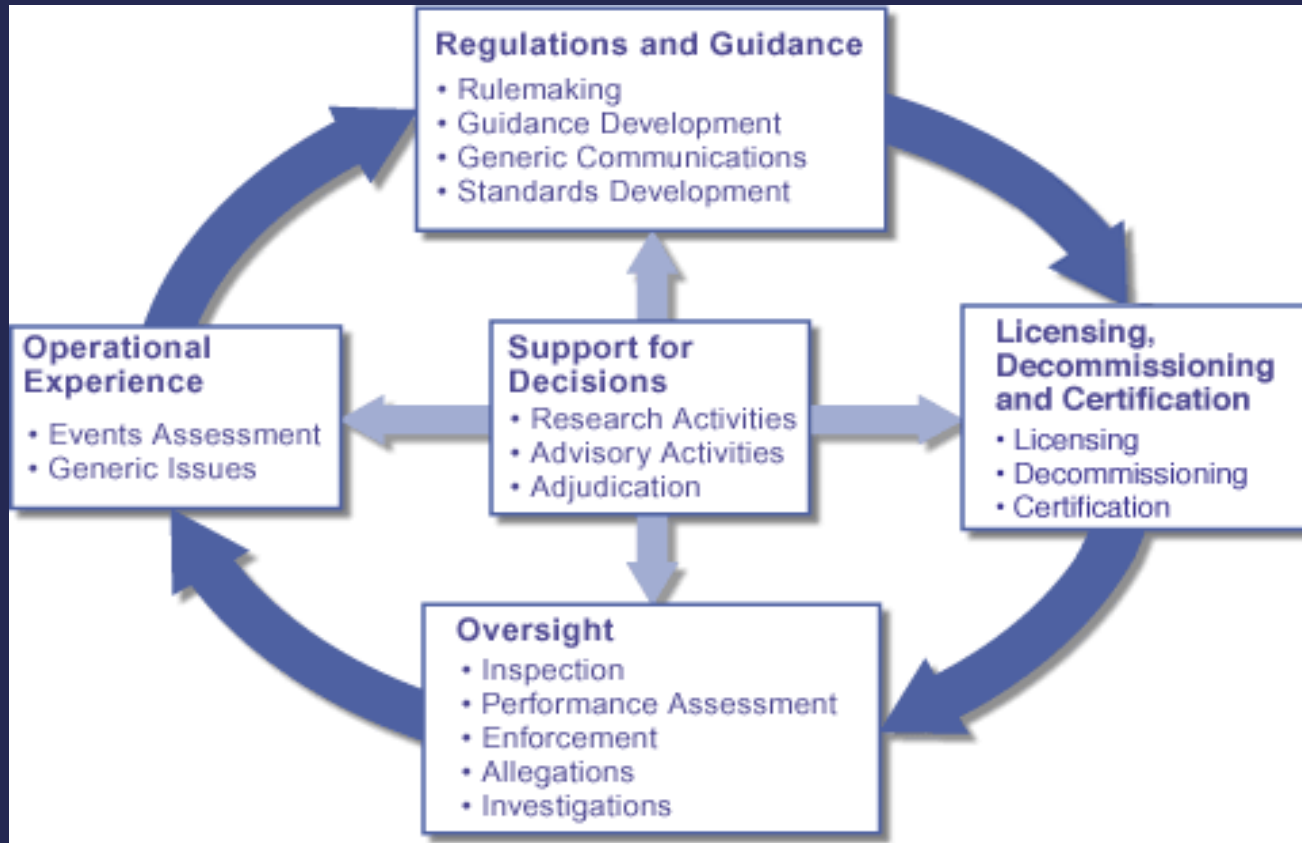 Regulations and Guidance
• Rulemaking
• Guidance Development
• Generic Communications
• Standards Development
Operational
Experience
• Events Assessment
• Generic Issues
Support for
Decisions
• Research Activities
• Advisory Activities
• Adjudication
Licensing,
Decommissioning
and Certification
• Licensing
• Decommissioning
• Certification
Oversight
• Inspection
• Performance Assessment
• Enforcement
• Allegations
• Investigations